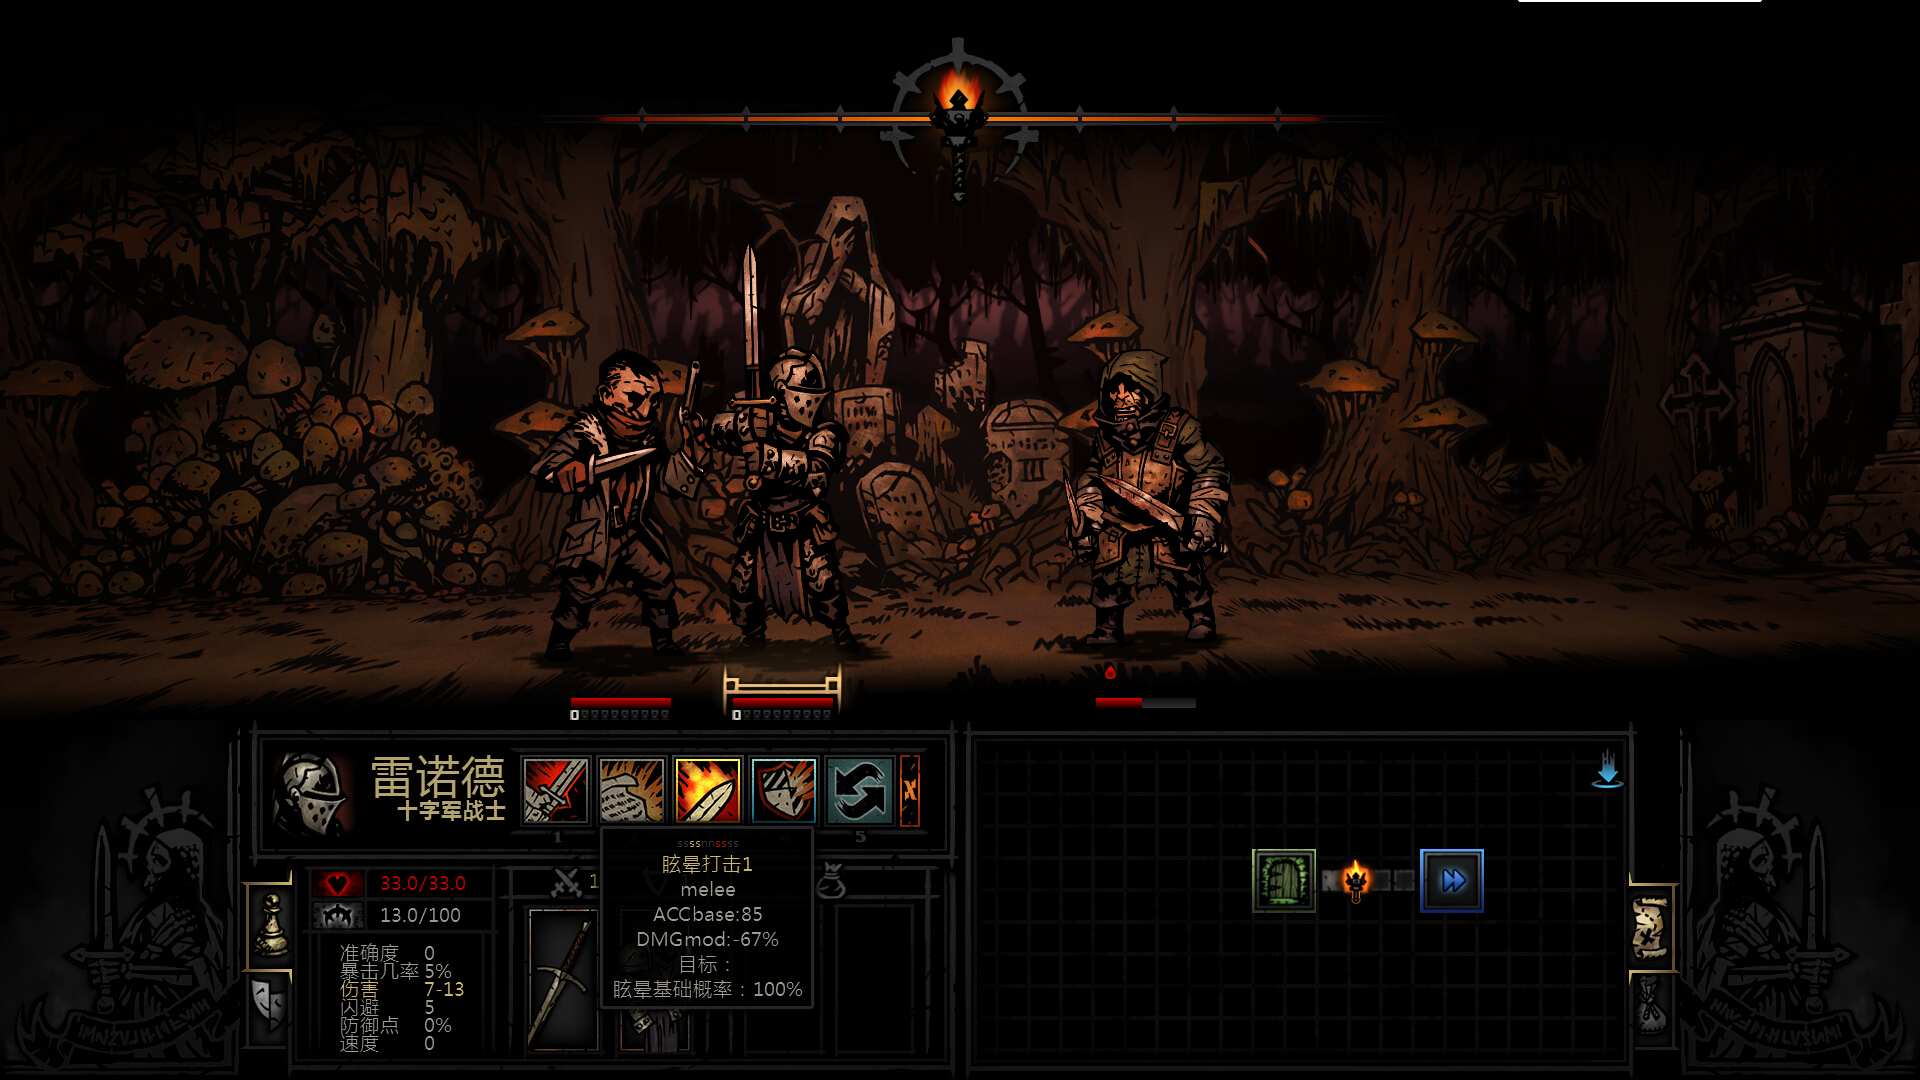 雷诺德
十字军战士
1
5
ssssnnssss
眩晕打击1
melee
ACCbase:85
DMGmod:-67%
目标：
眩晕基础概率：100%
33.0/33.0
13.0/100
1
准确度 0
暴击几率 5%
伤害 7-13
闪避 5
防御点 0%
速度 0